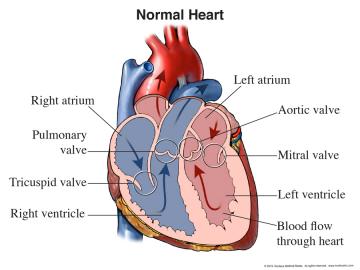 Normal Heart
Left atrium
Right atrium
Aortic valve
Pulmonary
valve
Mitral valve
Tricuspid valve
Left ventricle
Right ventricle
Blood flow
through heart